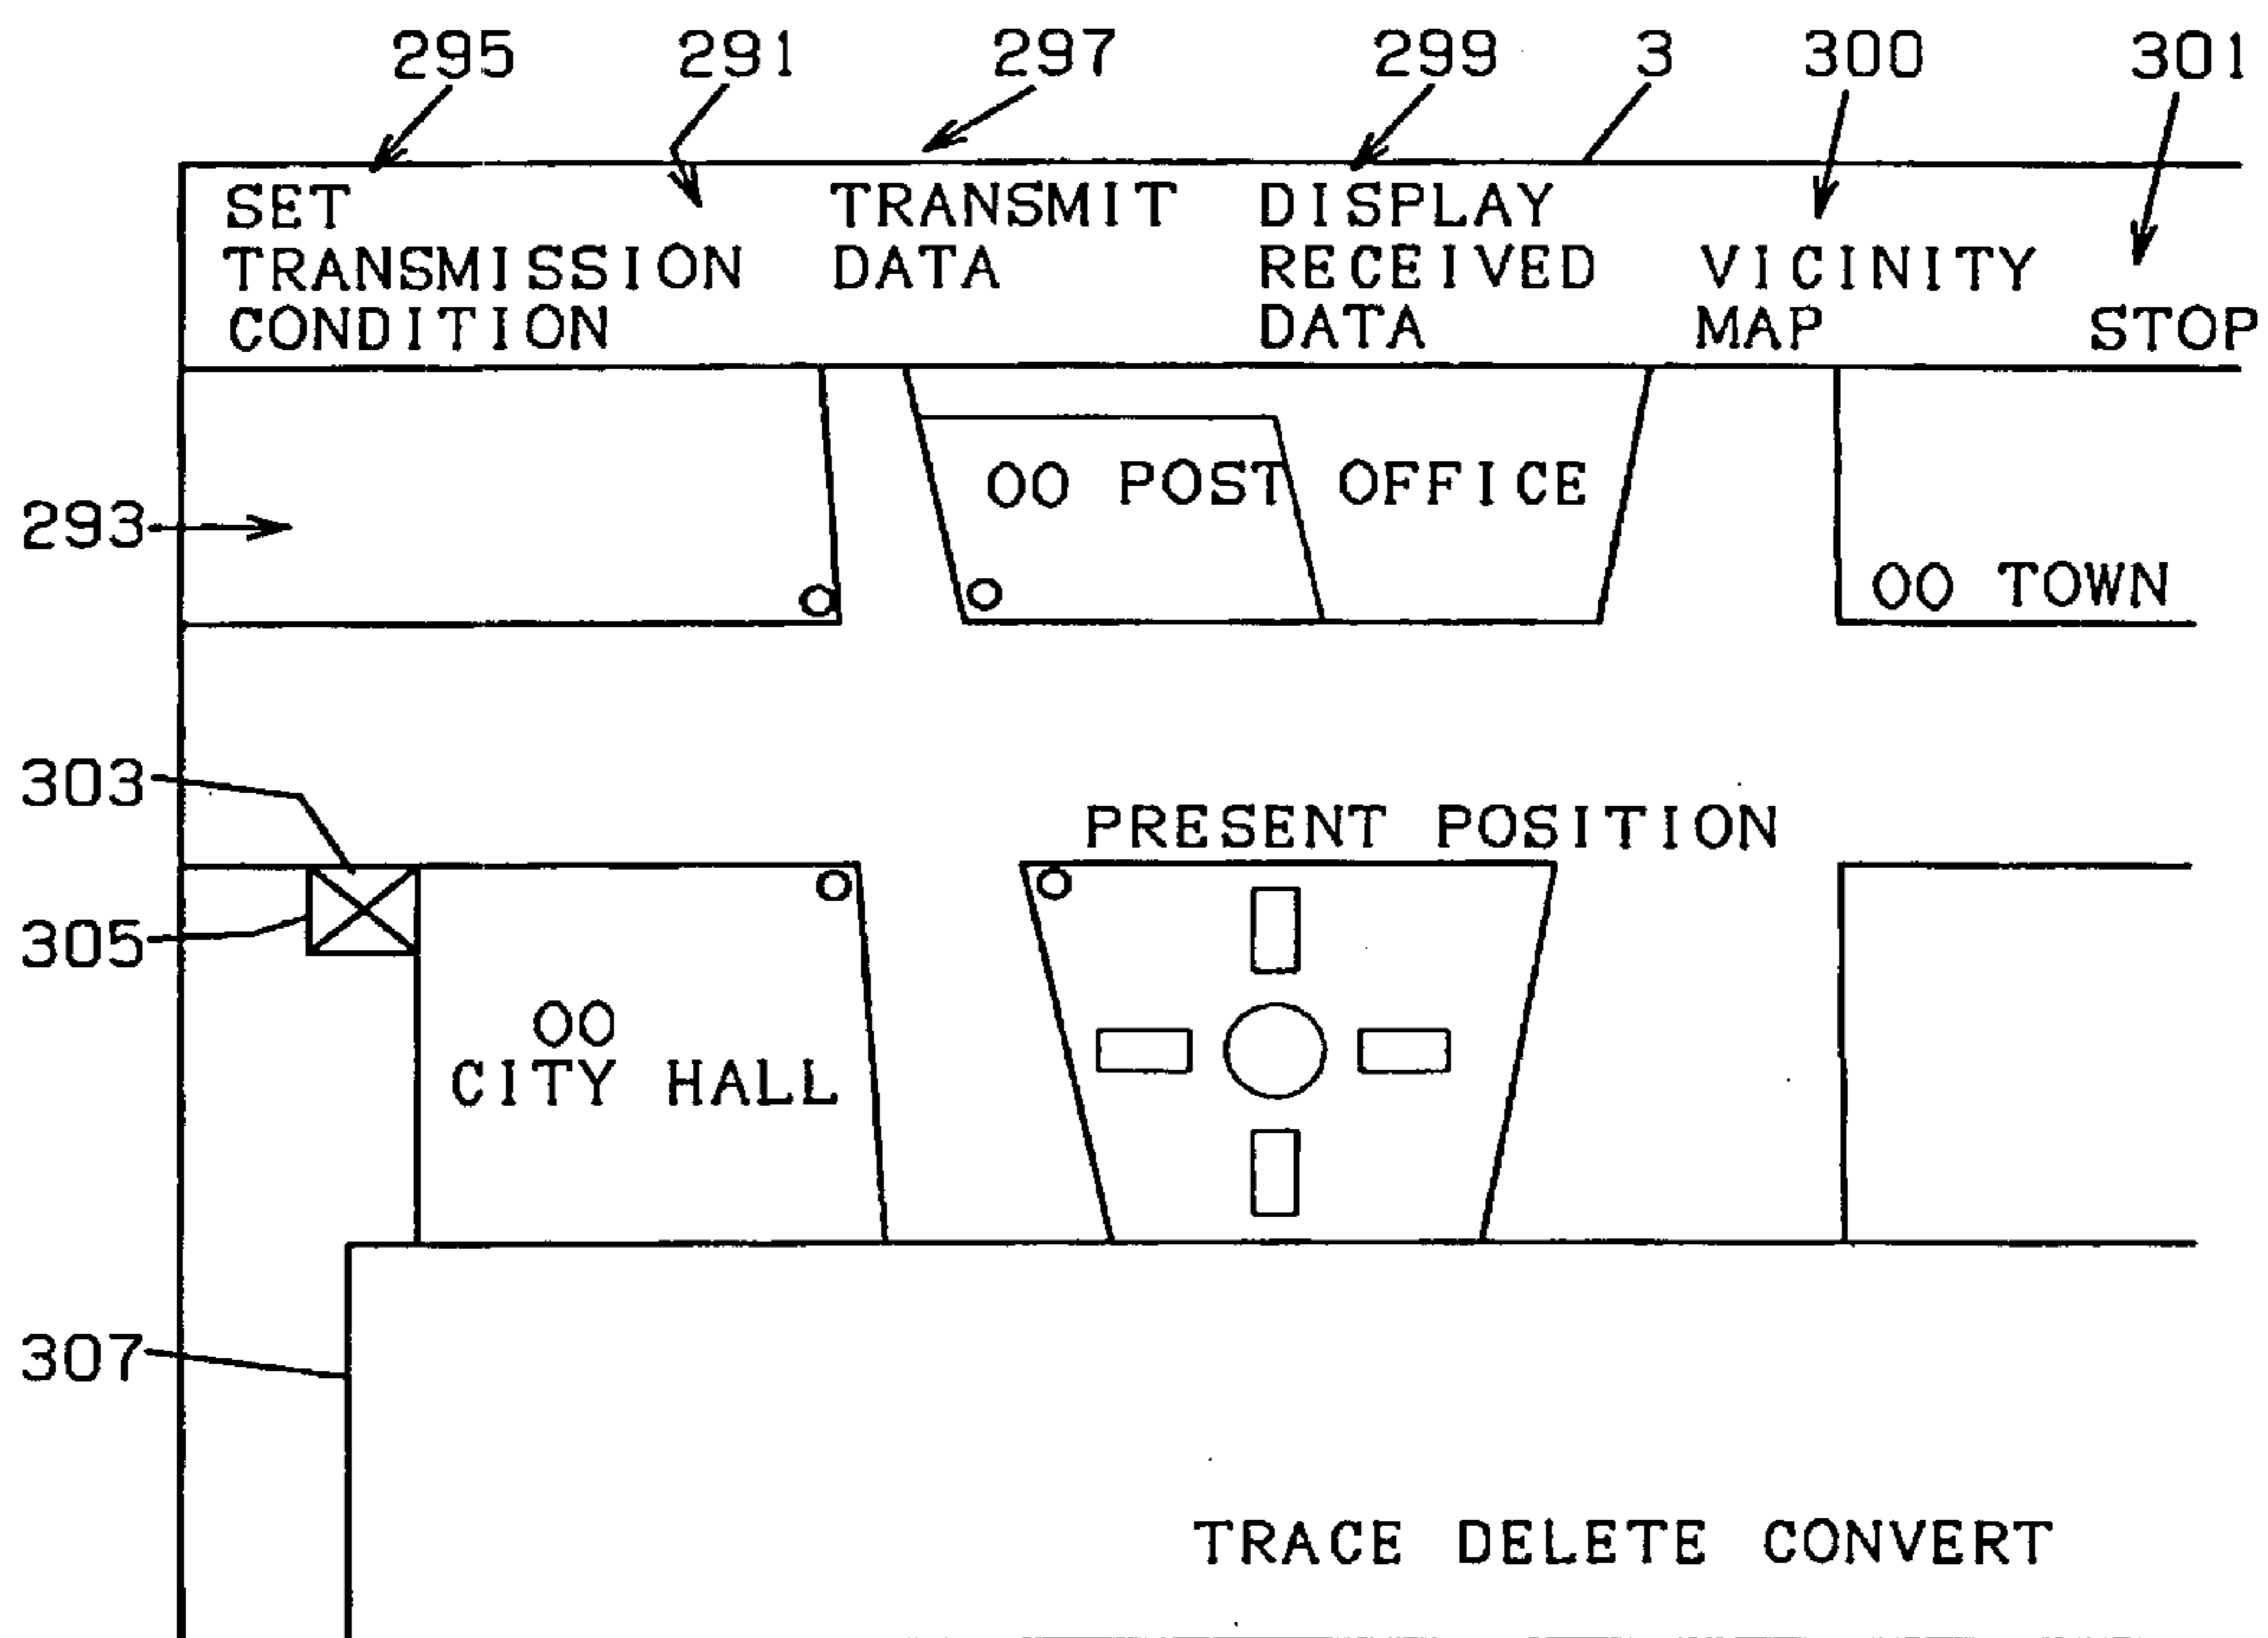 295 291 297 299 3 300 301
SET TRANSMIT DISPLAY
TRANSMISSION DATA RECEIVED VICINITY
CONDITION DATA MAP STOP
OO POST OFFICE
293
OO TOWN
303
PRESENT POSITION
305
OO
CITY HALL
307
TRACE DELETE CONVERT